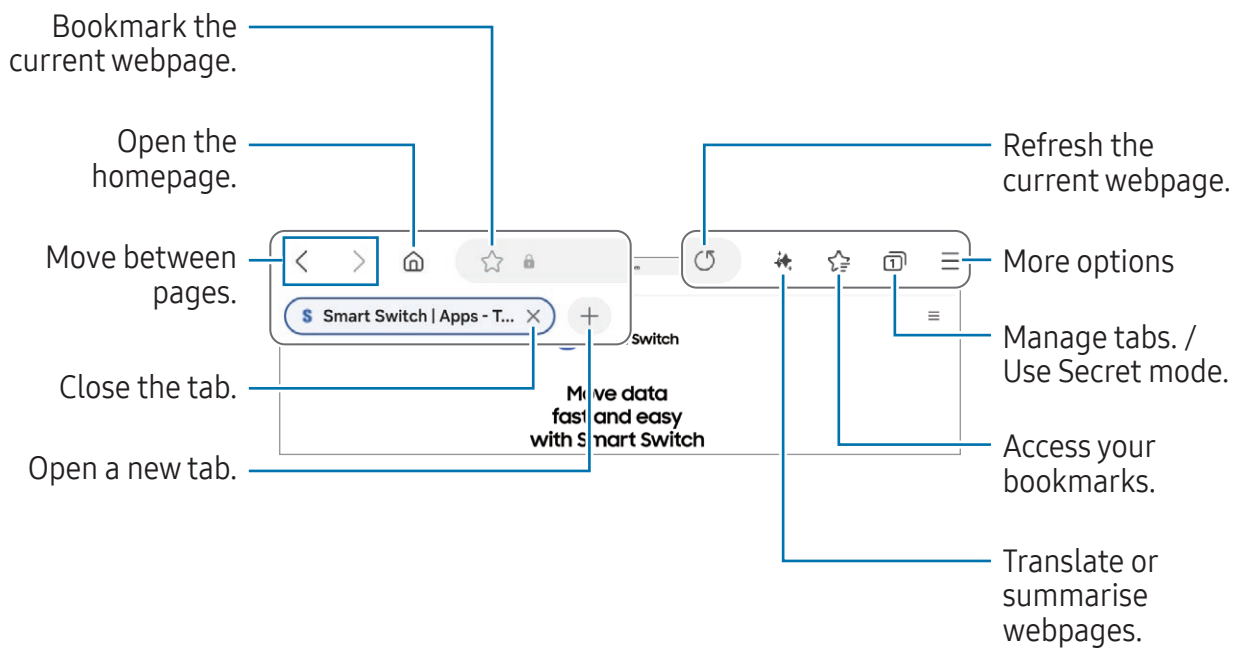 Bookmark the
current webpage.
Open the
homepage.
Move between
pages.
Close the tab.
Open a new tab.
S Smart Switch | Apps - T...
1
Switch
Move data
fast and easy
with Smart Switch
Refresh the
current webpage.
More options
Manage tabs. /
Use Secret mode.
Access your
bookmarks.
Translate or
summarise
webpages.